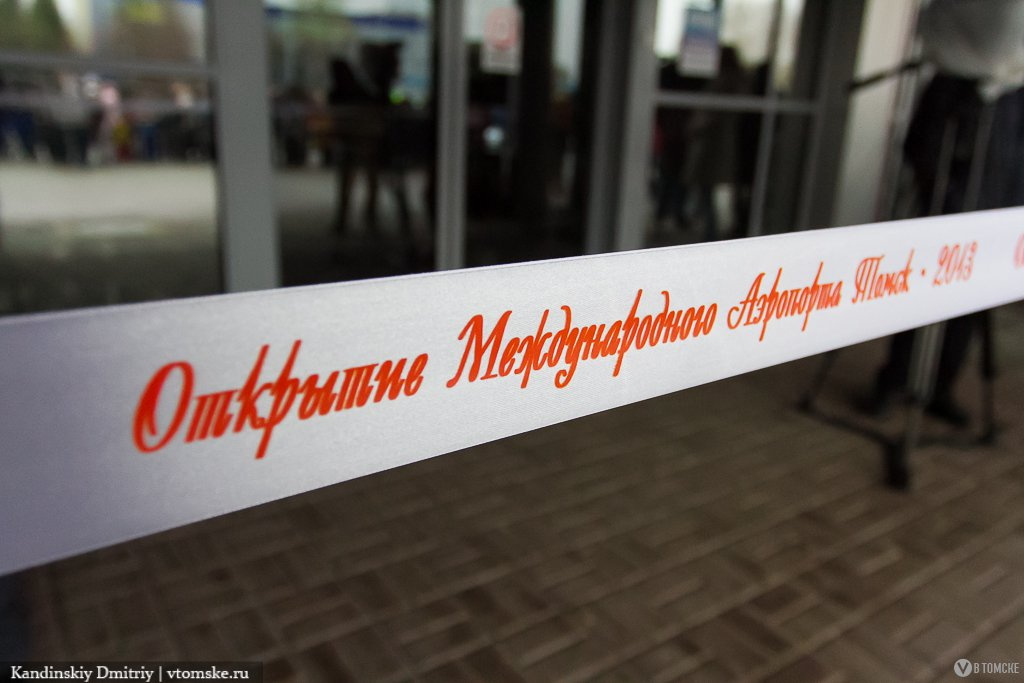 Открытие Международного Аэропорта Томск • 2013
Kandinskiy Dmitriy | vtomske.ru
В ТОМСКЕ